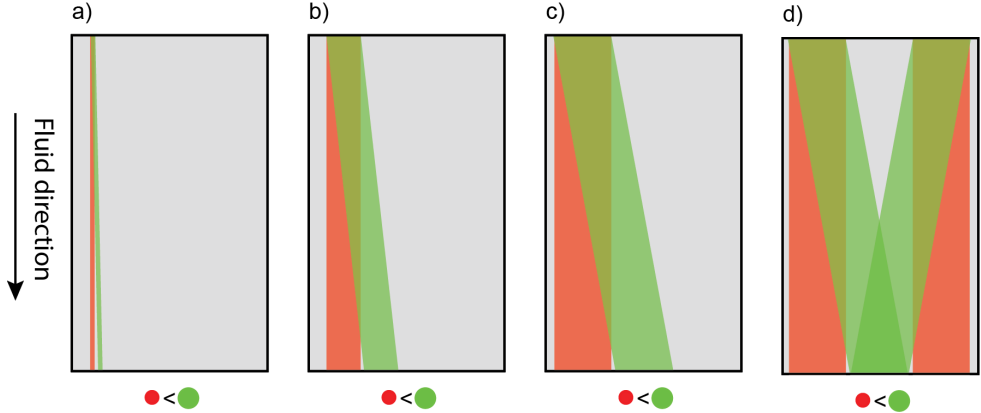 a)
b)
c)
d)
Fluid direction
<
<
<
<